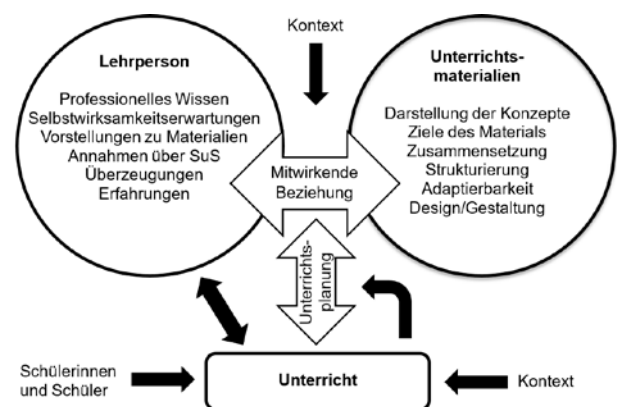 Kontext
Lehrperson
Professionelles Wissen
Selbstwirksamkeitserwartungen
Vorstellungen zu Materialien
Annahmen über SuS
Überzeugungen
Erfahrungen
Unterrichts-
materialien
Darstellung der Konzepte
Ziele des Materials
Zusammensetzung
Strukturierung
Adaptierbarkeit
Design/Gestaltung
Mitwirkende
Beziehung
Unterrichts-
planung
Schülerinnen
und Schüler
Unterricht
Kontext